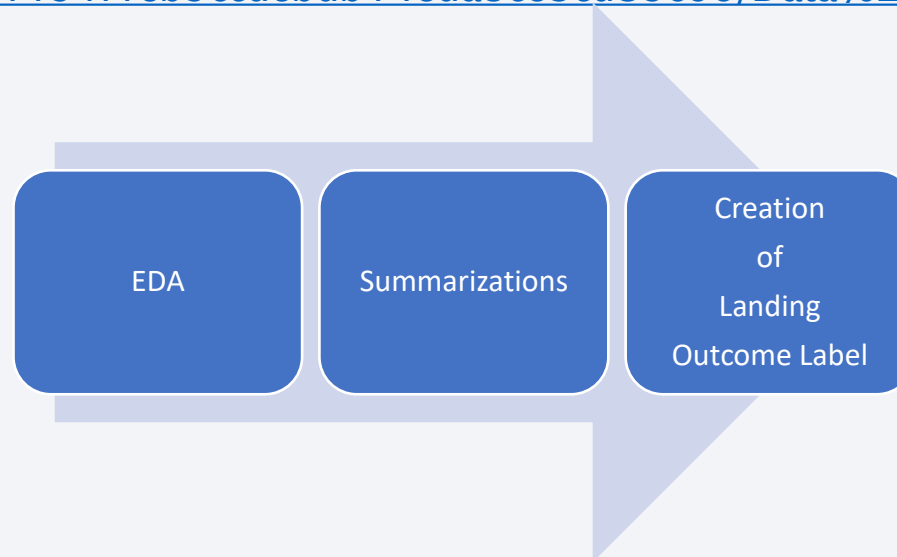 EDA
Summarizations
Creation
of
Landing
Outcome Label